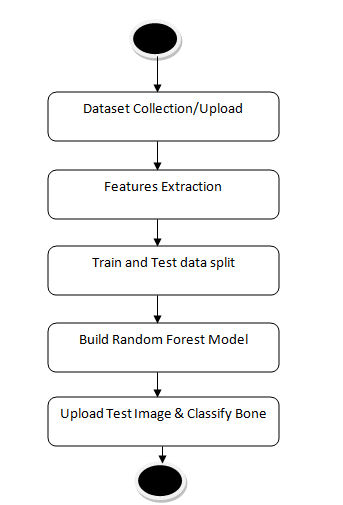 Dataset Collection/Upload
Features Extraction
Train and Test data split
Build Random Forest Model
Upload Test Image & Classify Bone